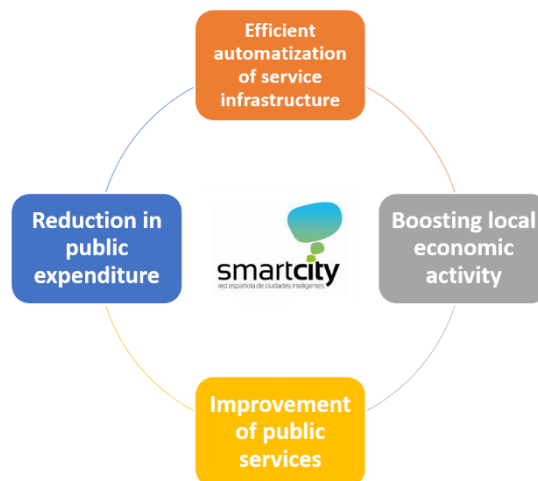 Efficient
automatization
of service
infrastructure
Reduction in
public
expenditure
smartcity
red española de ciudades inteligentes
Boosting local
economic
activity
Improvement
of public
services